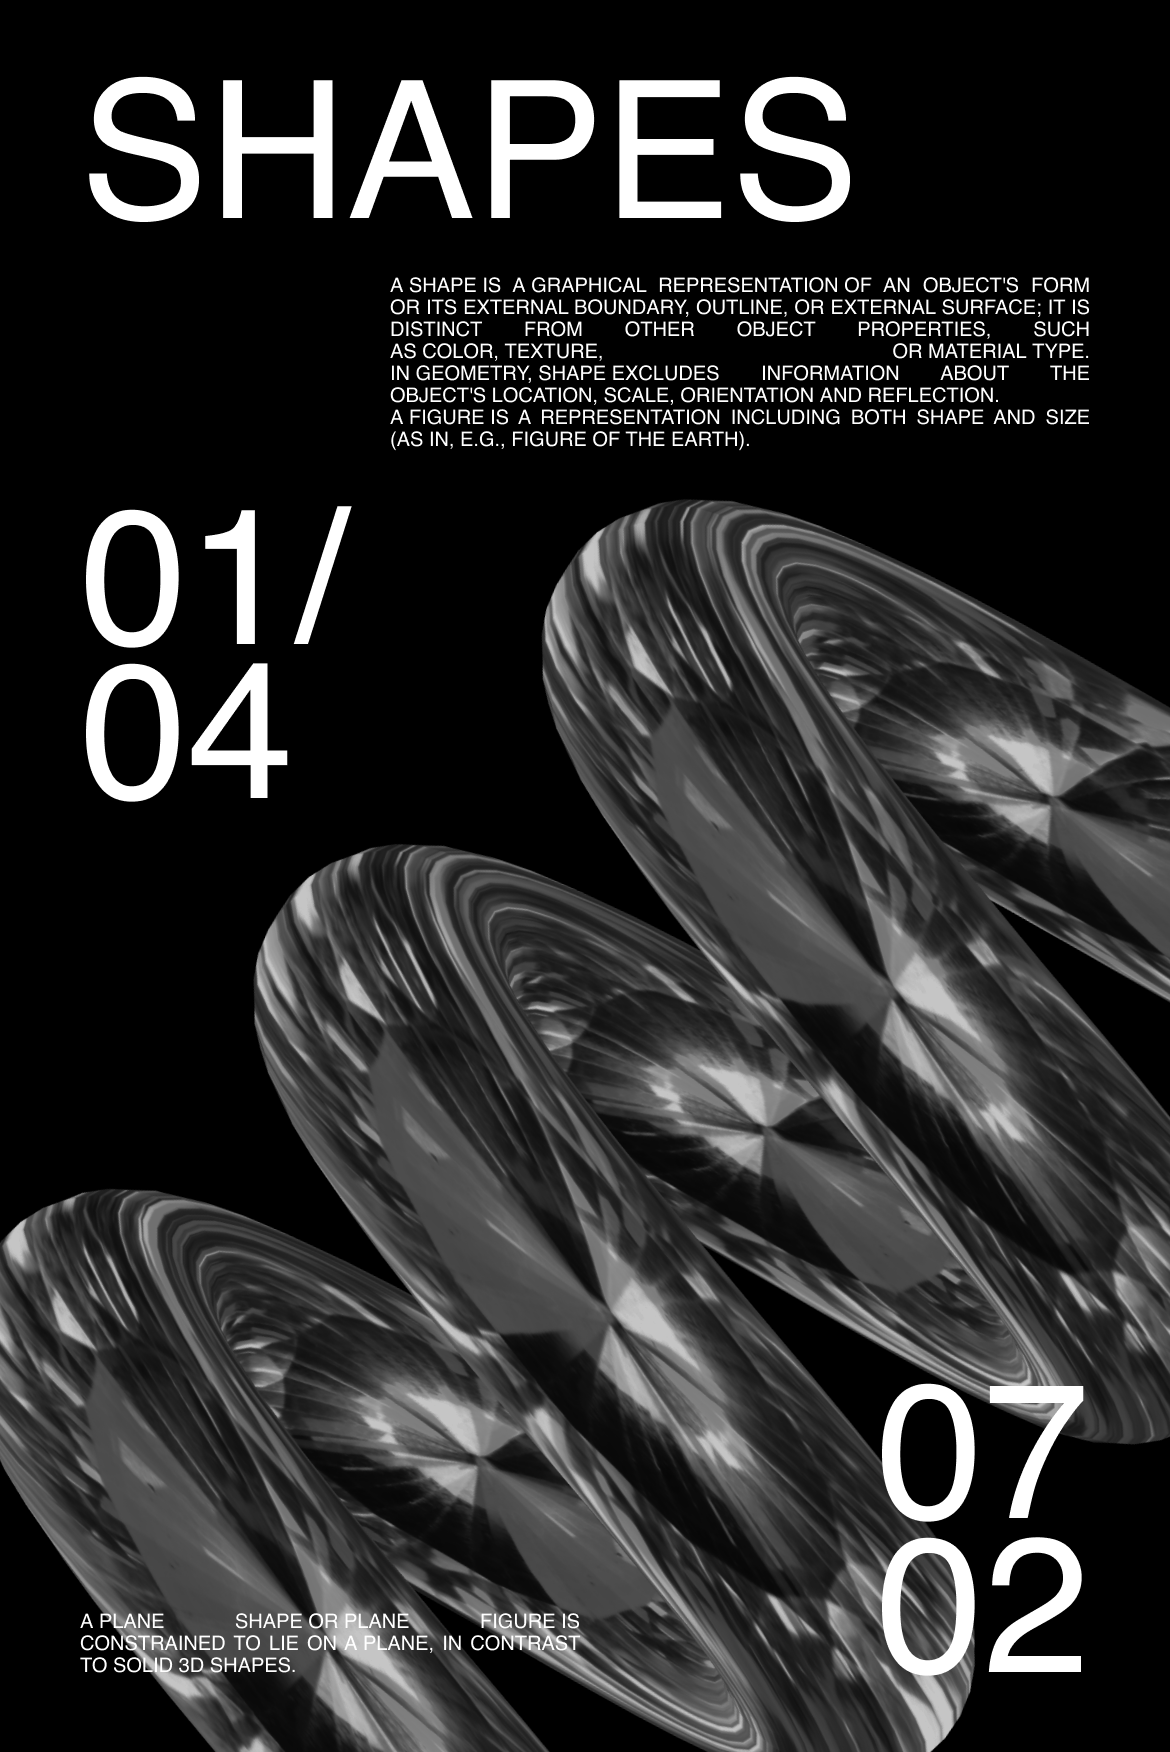 SHAPES
A SHAPE IS A GRAPHICAL REPRESENTATION OF AN OBJECT'S FORM
OR ITS EXTERNAL BOUNDARY, OUTLINE, OR EXTERNAL SURFACE; IT IS
DISTINCT FROM OTHER OBJECT PROPERTIES, SUCH
AS COLOR, TEXTURE, OR MATERIAL TYPE.
IN GEOMETRY, SHAPE EXCLUDES INFORMATION ABOUT THE
OBJECT'S LOCATION, SCALE, ORIENTATION AND REFLECTION.
A FIGURE IS A REPRESENTATION INCLUDING BOTH SHAPE AND SIZE
(AS IN, E.G., FIGURE OF THE EARTH).
01/
04
07
02
A PLANE SHAPE OR PLANE FIGURE IS
CONSTRAINED TO LIE ON A PLANE, IN CONTRAST
TO SOLID 3D SHAPES.